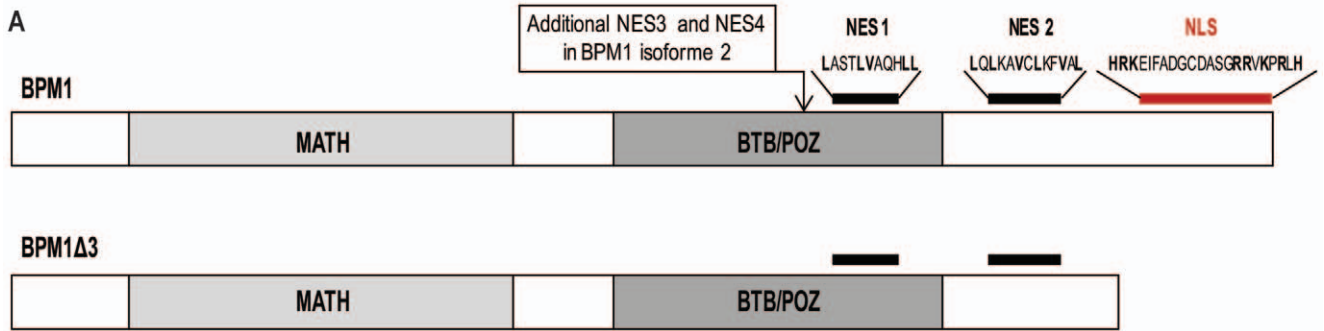 A
Additional NES3 and NES4
in BPM1 isoforme 2
NES 1
NES 2
NLS
LASTLVAQHLL
LQLKAVCLKFVAL
HRKEIFADGCDASGRRVKPRLH
BPM1
MATH
BTB/POZ
BPM1Δ3
MATH
BTB/POZ